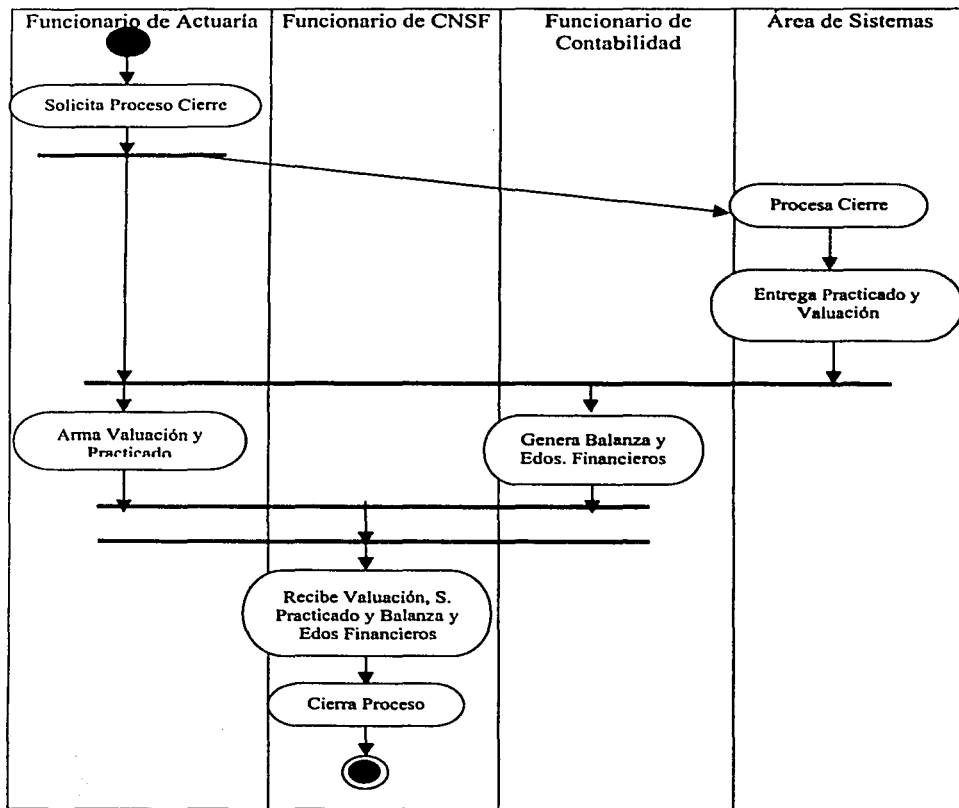 Funcionario de Actuaría
Funcionario de CNSF
Funcionario de
Contabilidad
Área de Sistemas
Solicita Proceso Cierre
Procesa Cierre
Entrega Practicado y
Valuación
Arma Valuación y
Practicado
Genera Balanza y
Edos. Financieros
Recibe Valuación, S.
Practicado y Balanza y
Edos Financieros
Cierra Proceso